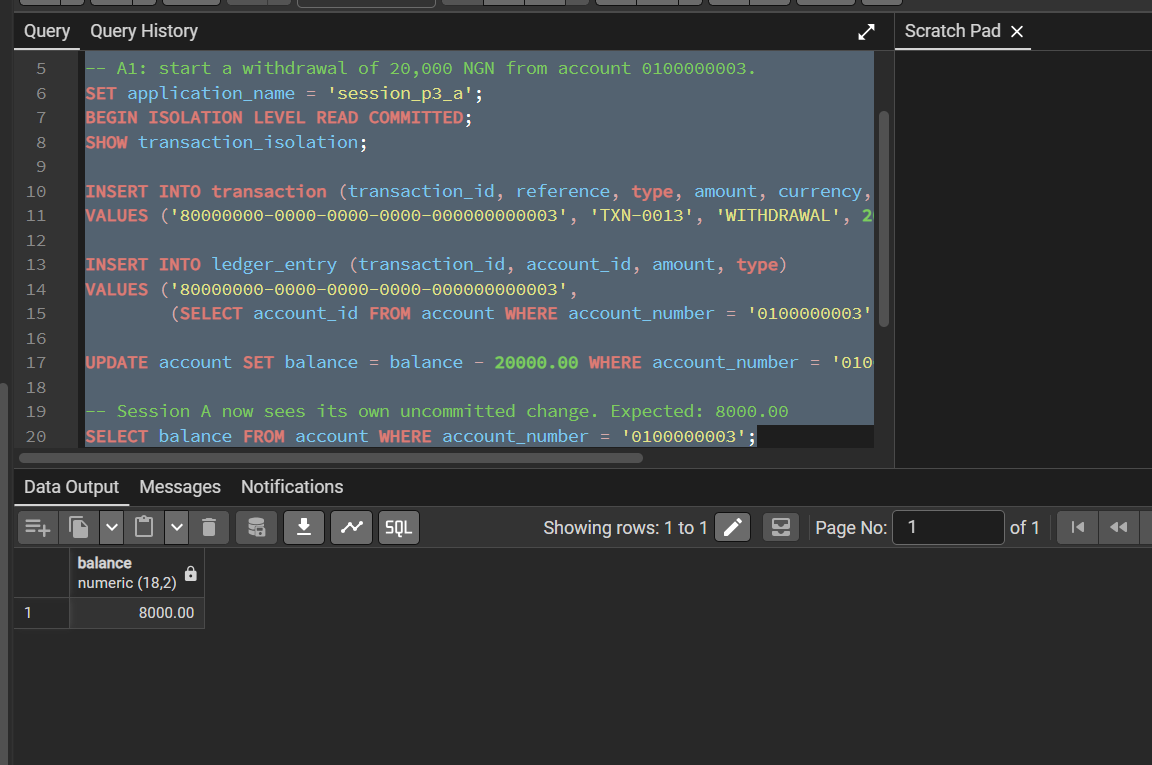 Query Query History Scratch Pad
5 -- A1: start a withdrawal of 20,000 NGN from account 0100000003.
6 SET application_name = 'session_p3_a';
7 BEGIN ISOLATION LEVEL READ COMMITTED;
8 SHOW transaction_isolation;
9
10 INSERT INTO transaction (transaction_id, reference, type, amount, currency,
11 VALUES ('80000000-0000-0000-0000-000000000003', 'TXN-0013', 'WITHDRAWAL', 2
12
13 INSERT INTO ledger_entry (transaction_id, account_id, amount, type)
14 VALUES ('80000000-0000-0000-0000-000000000003',
15 (SELECT account_id FROM account WHERE account_number = '0100000003'
16
17 UPDATE account SET balance = balance - 20000.00 WHERE account_number = '010
18
19 -- Session A now sees its own uncommitted change. Expected: 8000.00
20 SELECT balance FROM account WHERE account_number = '0100000003';
Data Output Messages Notifications
SQL Showing rows: 1 to 1 Page No: 1 of 1
balance
numeric (18,2)
1 8000.00